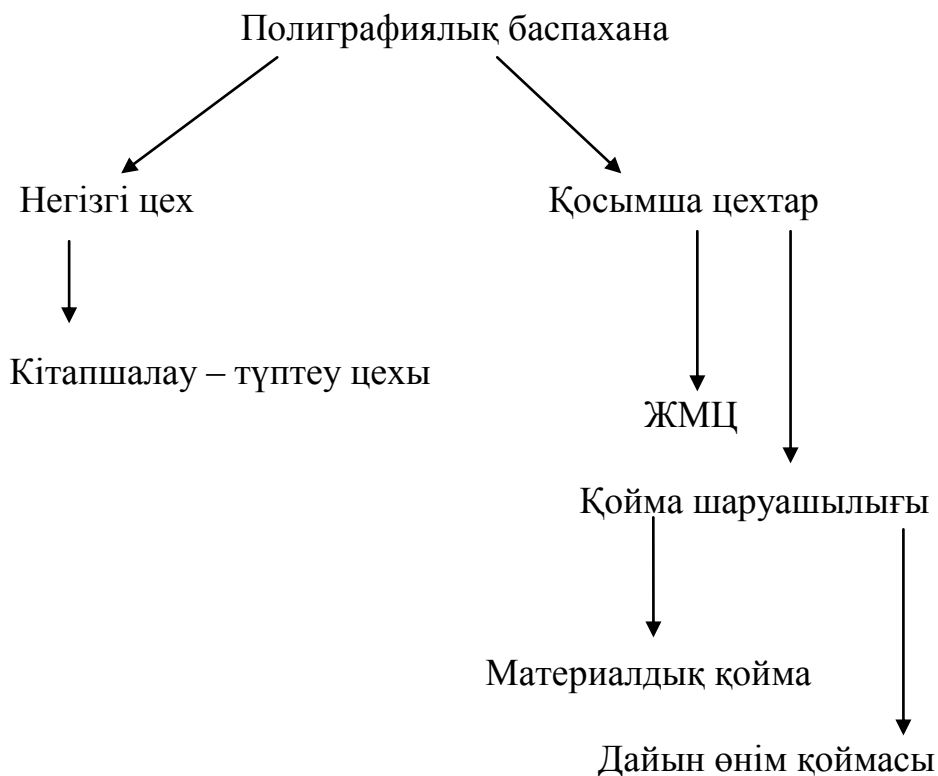 Полиграфиялық баспахана
Негізгі цех
Қосымша цехтар
Кітапшалау – түптеу цехы
ЖМЦ
Қойма шаруашылығы
Материалдық қойма
Дайын өнім қоймасы